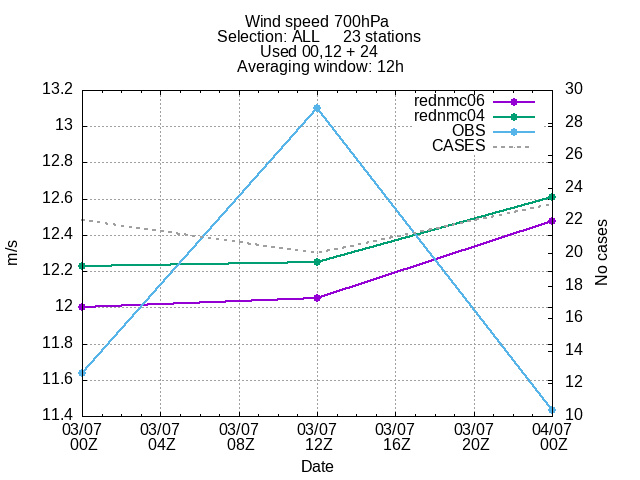 Wind speed 700hPa
Selection: ALL 23 stations
Used 00,12 + 24
Averaging window: 12h
13.2
13
12.8
12.6
12.4
12.2
12
11.8
11.6
11.4
m/s
rednmc06
rednmc04
OBS
CASES
30
28
26
24
22
20
18
16
14
12
10
No cases
03/07 03/07 03/07 03/07 03/07 03/07 04/07
00Z 04Z 08Z 12Z 16Z 20Z 00Z
Date